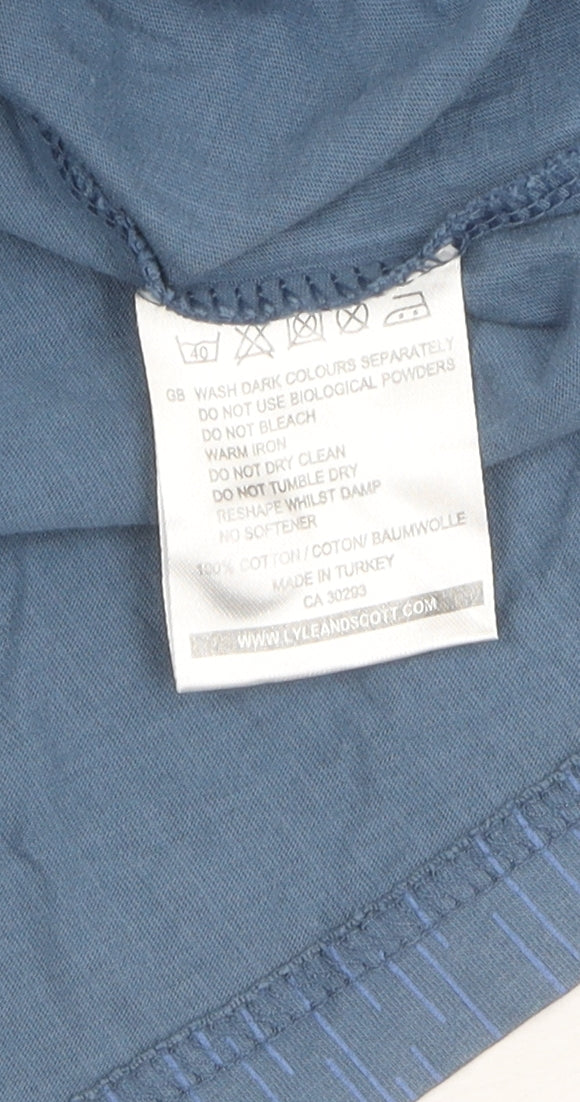 40
GB WASH DARK COLOURS SEPARATELY
DO NOT USE BIOLOGICAL POWDERS
DO NOT BLEACH
WARM IRON
DO NOT DRY CLEAN
DO NOT TUMBLE DRY
RESHAPE WHILST DAMP
NO SOFTENER
100% COTTON / COTON/ BAUMWOLLE
MADE IN TURKEY
CA 30293
WWW.LYLEANDSCOTT.COM